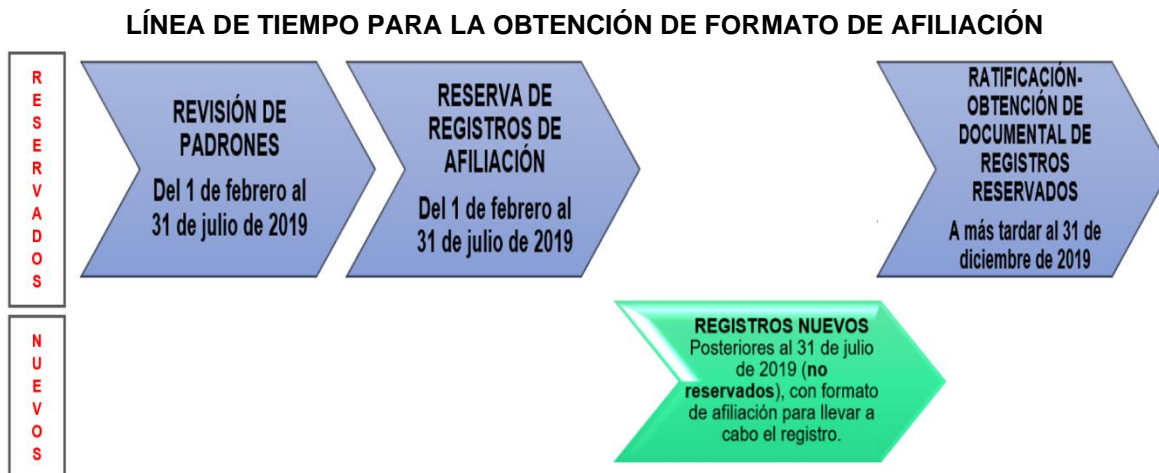 LÍNEA DE TIEMPO PARA LA OBTENCIÓN DE FORMATO DE AFILIACIÓN
RESERVADOS
REVISIÓN DE
PADRONES
Del 1 de febrero al
31 de julio de 2019
RESERVA DE
REGISTROS DE
AFILIACIÓN
Del 1 de febrero al
31 de julio de 2019
RATIFICACIÓN-
OBTENCIÓN DE
DOCUMENTAL DE
REGISTROS
RESERVADOS
A más tardar al 31 de
diciembre de 2019
NUEVOS
REGISTROS NUEVOS
Posteriores al 31 de julio
de 2019 (no
reservados), con formato
de afiliación para llevar a
cabo el registro.